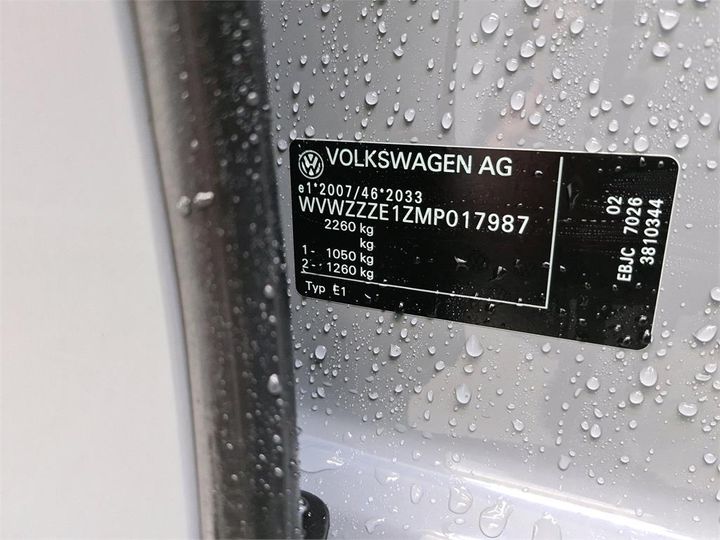 VOLKSWAGEN AG
e1*2007/46*2033
WVWZZZE1ZMP017987
2260 kg
kg
1- 1050 kg
2- 1260 kg
Typ E1
02
EBJC 7026
3810344